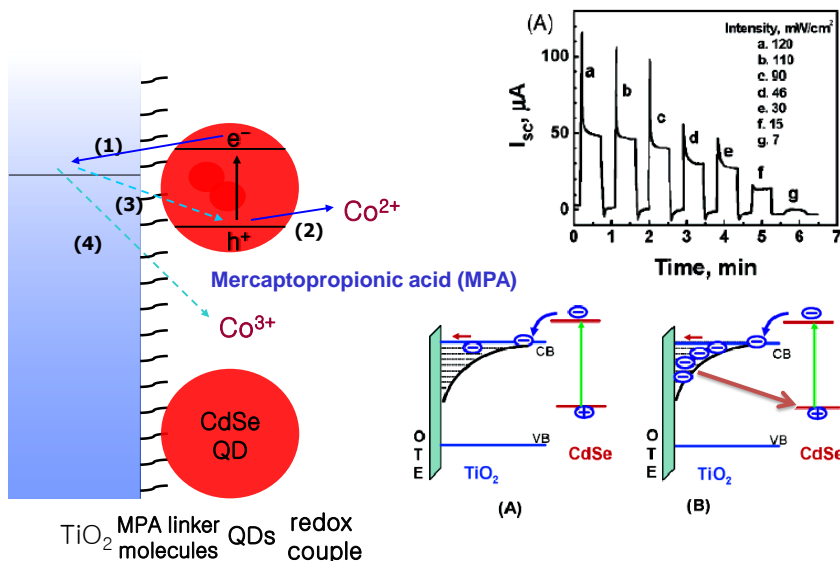 (1)
e⁻
(3)
(2)
Co²⁺
h⁺
(4)
Mercaptopropionic acid (MPA)
Co³⁺
CdSe
QD
TiO₂ MPA linker molecules QDs redox couple
(A)
Intensity, mW/cm²
a. 120
b. 110
c. 90
d. 46
e. 30
f. 15
g. 7
I_SC, µA
100
50
0
a
b
c
d
e
f
g
0 1 2 3 4 5 6 7
Time, min
CB
VB
O
T
E
TiO₂
CdSe
(A)
CB
VB
O
T
E
TiO₂
CdSe
(B)